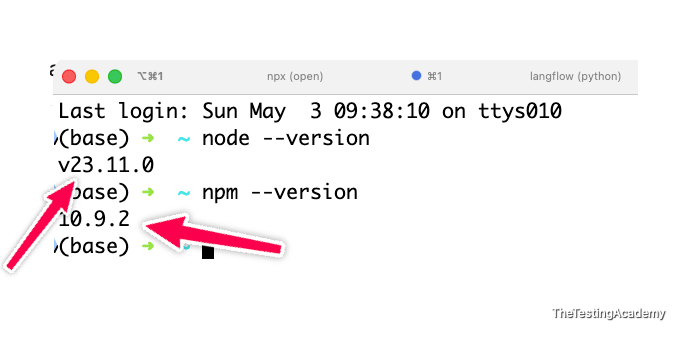 ⌥⌘1 npx (open) ⌘1 langflow (python)
Last login: Sun May  3 09:38:10 on ttys010
(base) ➜  ~ node --version
v23.11.0
(base) ➜  ~ npm --version
10.9.2
(base) ➜  ~
TheTestingAcademy